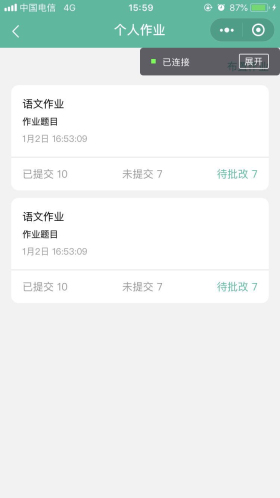 中国电信 4G 15:59 87%
个人作业
已连接 展开
语文作业
作业题目
1月2日 16:53:09
已提交 10 未提交 7 待批改 7
语文作业
作业题目
1月2日 16:53:09
已提交 10 未提交 7 待批改 7